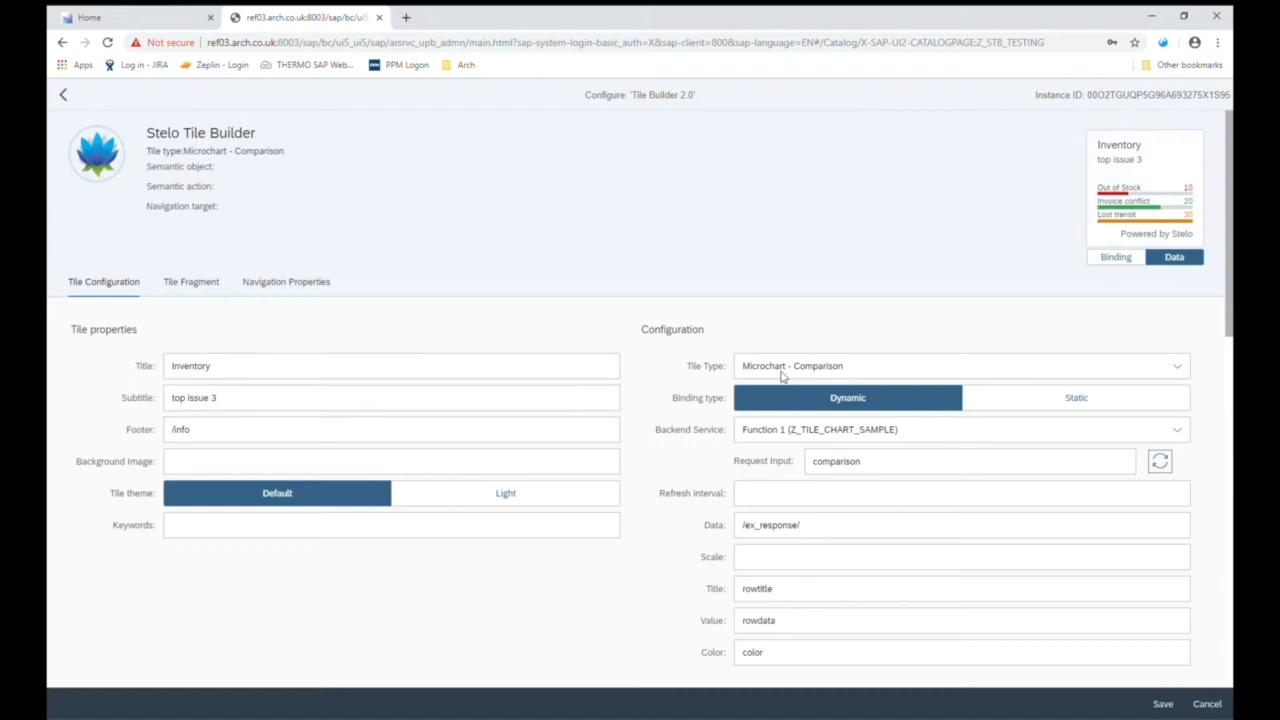 Home
ref03.arch.co.uk:8003/sap/bc/ui5
Not secure
ref03.arch.co.uk:8003/sap/bc/ui5_ui5/sap/arsrvc_upb_admn/main.html?sap-system-login-basic_auth=X&sap-client=800&sap-language=EN#/Catalog/X-SAP-UI2-CATALOGPAGE:Z_STB_TESTING
Apps Log in - JIRA Zeplin - Login THERMO SAP Web... PPM Logon Arch Other bookmarks
Configure: 'Tile Builder 2.0'
Instance ID: 00O2TGUQP5G96A693275X1S95
Stelo Tile Builder
Tile type:Microchart - Comparison
Semantic object:
Semantic action:
Navigation target:
Inventory
top issue 3
Out of Stock 10
Invoice conflict 20
Lost transit 30
Powered by Stelo
Binding Data
Tile Configuration Tile Fragment Navigation Properties
Tile properties
Title: Inventory
Subtitle: top issue 3
Footer: /info
Background Image:
Tile theme: Default Light
Keywords:
Configuration
Tile Type: Microchart - Comparison
Binding type: Dynamic Static
Backend Service: Function 1 (Z_TILE_CHART_SAMPLE)
Request Input: comparison
Refresh interval:
Data: /ex_response/
Scale:
Title: rowtitle
Value: rowdata
Color: color
Save Cancel